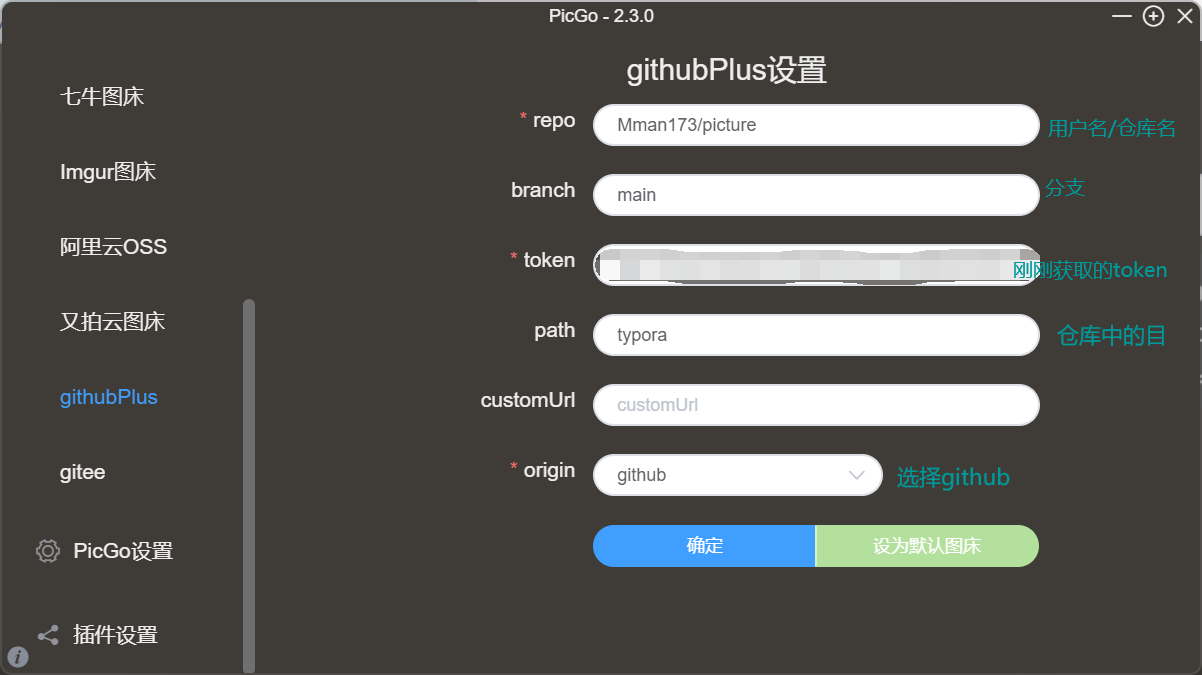 PicGo - 2.3.0
七牛图床
Imgur图床
阿里云OSS
又拍云图床
githubPlus
gitee
PicGo设置
插件设置
githubPlus设置
* repo Mman173/picture 用户名/仓库名
branch main 分支
* token 刚刚获取的token
path typora 仓库中的目
customUrl customUrl
* origin github 选择github
确定 设为默认图床